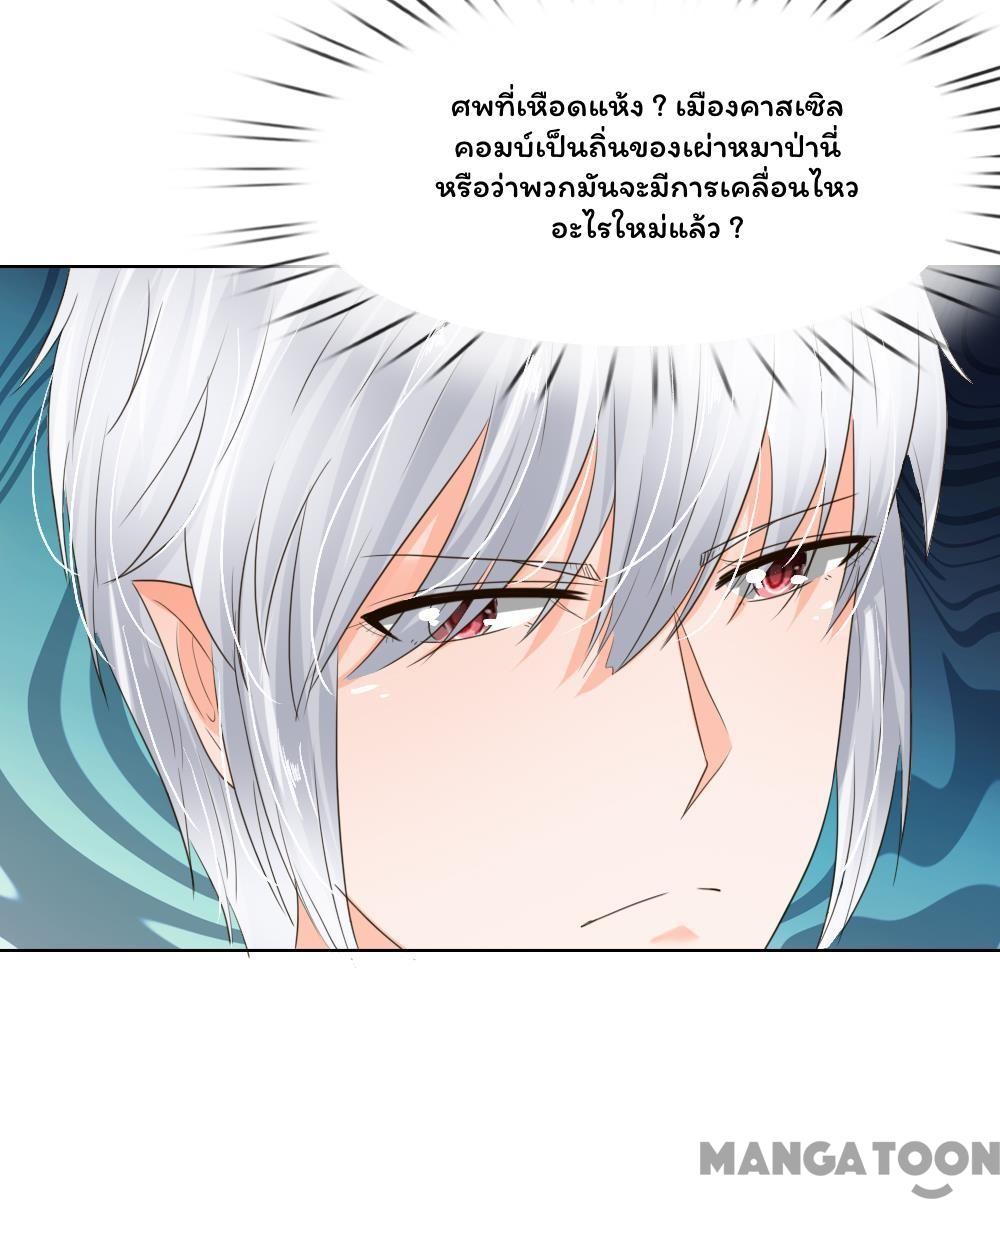 ศพที่เหือดแห้ง ? เมืองคาสเซิล
คอมบ์เป็นถิ่นของเผ่าหมาป่านี่
หรือว่าพวกมันจะมีการเคลื่อนไหว
อะไรใหม่แล้ว ?
MANGATOON